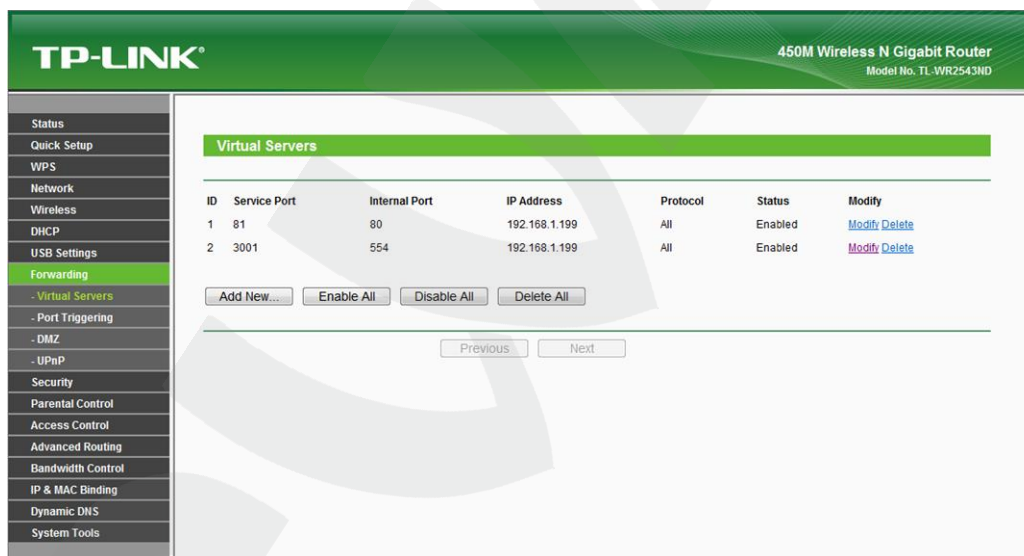 TP-LINK®
450M Wireless N Gigabit Router
Model No. TL-WR2543ND
Status
Quick Setup
WPS
Network
Wireless
DHCP
USB Settings
Forwarding
- Virtual Servers
- Port Triggering
- DMZ
- UPnP
Security
Parental Control
Access Control
Advanced Routing
Bandwidth Control
IP & MAC Binding
Dynamic DNS
System Tools
Virtual Servers
ID Service Port Internal Port IP Address Protocol Status Modify
1 81 80 192.168.1.199 All Enabled Modify Delete
2 3001 554 192.168.1.199 All Enabled Modify Delete
Add New... Enable All Disable All Delete All
Previous Next